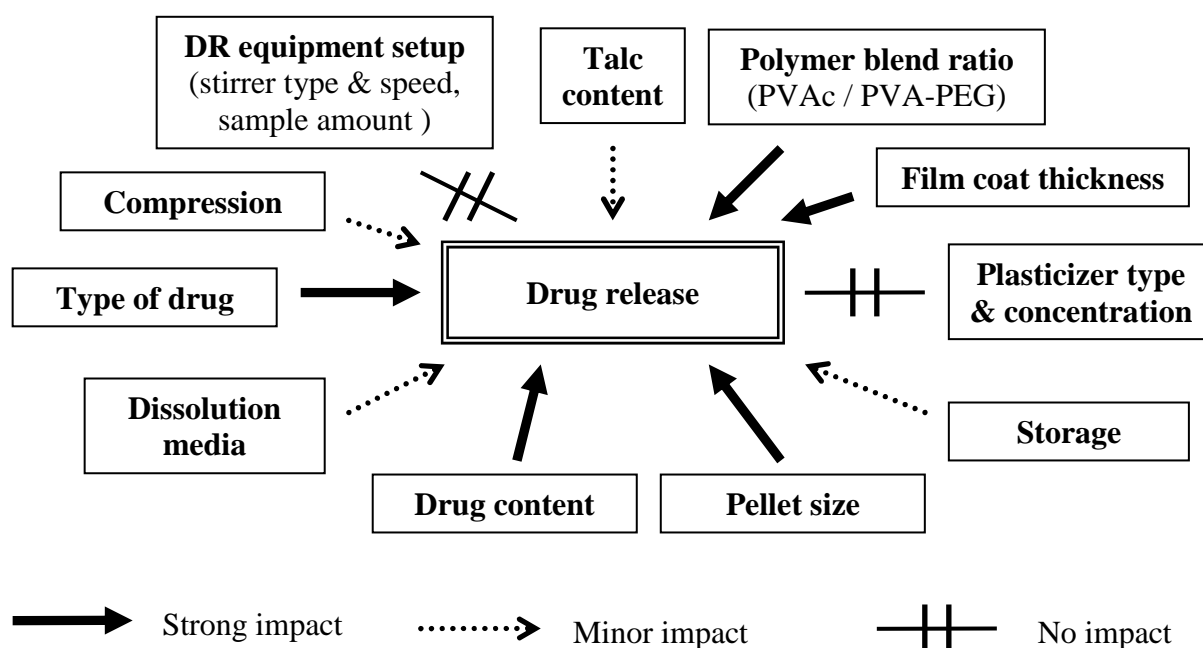 DR equipment setup
(stirrer type & speed,
sample amount )
Talc
content
Polymer blend ratio
(PVAc / PVA-PEG)
Film coat thickness
Compression
Type of drug
Drug release
Plasticizer type
& concentration
Dissolution
media
Storage
Drug content
Pellet size
Strong impact
Minor impact
No impact